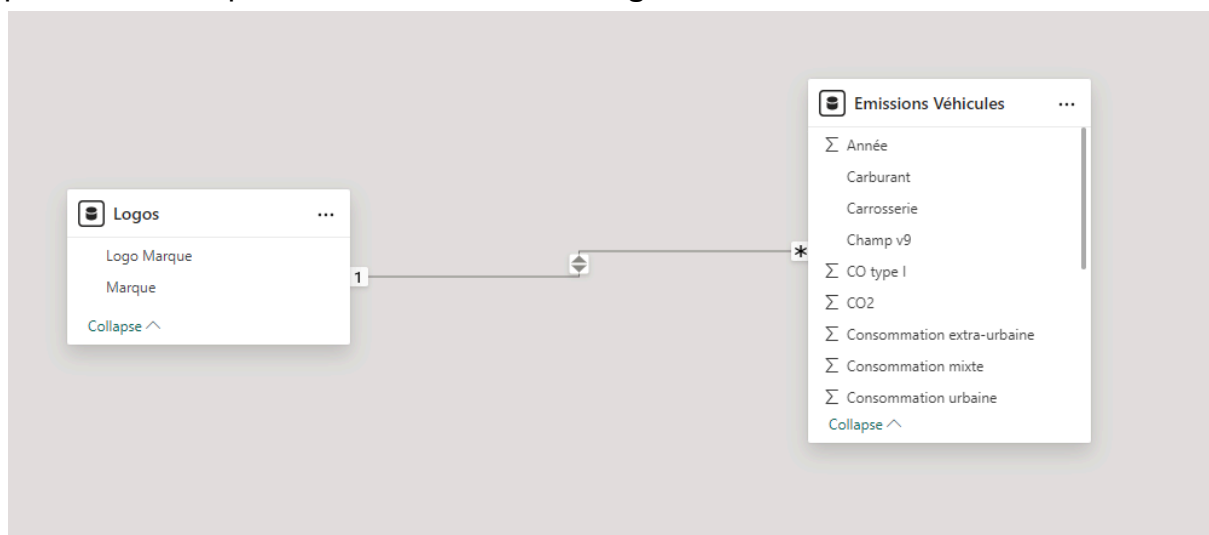 Logos
Logo Marque
Marque
Collapse
1
*
Emissions Véhicules
Année
Carburant
Carrosserie
Champ v9
CO type I
CO2
Consommation extra-urbaine
Consommation mixte
Consommation urbaine
Collapse